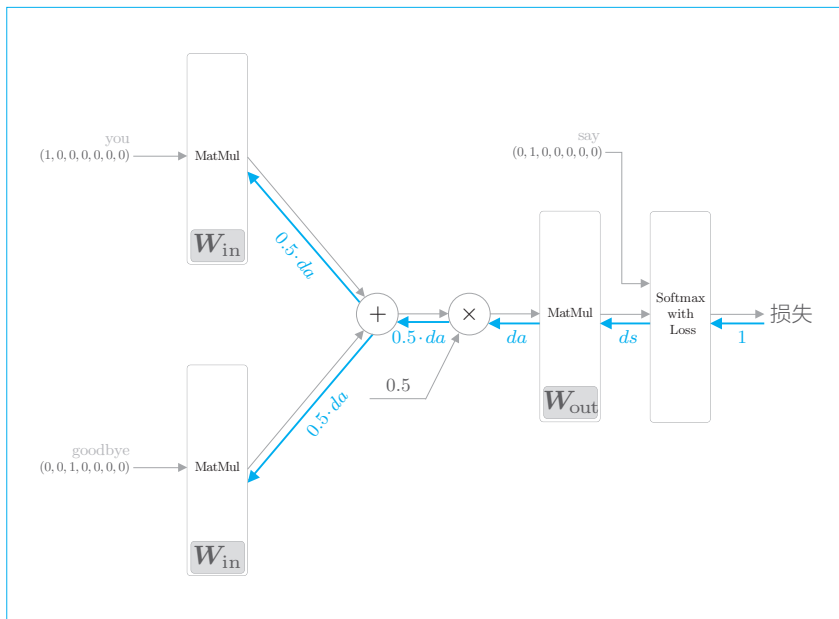 you
(1, 0, 0, 0, 0, 0, 0)
MatMul
W_in
0.5·da
say
(0, 1, 0, 0, 0, 0, 0)
+
×
0.5·da
da
0.5
MatMul
W_out
ds
Softmax
with
Loss
1
损失
goodbye
(0, 0, 1, 0, 0, 0, 0)
MatMul
W_in
0.5·da